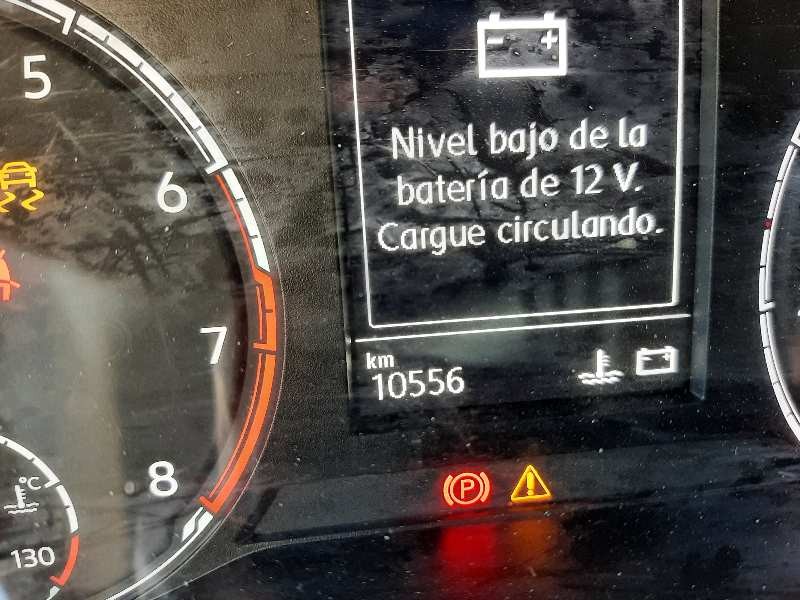 5
6
7
8
°C
130
- +
Nivel bajo de la
batería de 12 V.
Cargue circulando.
km
10556
P